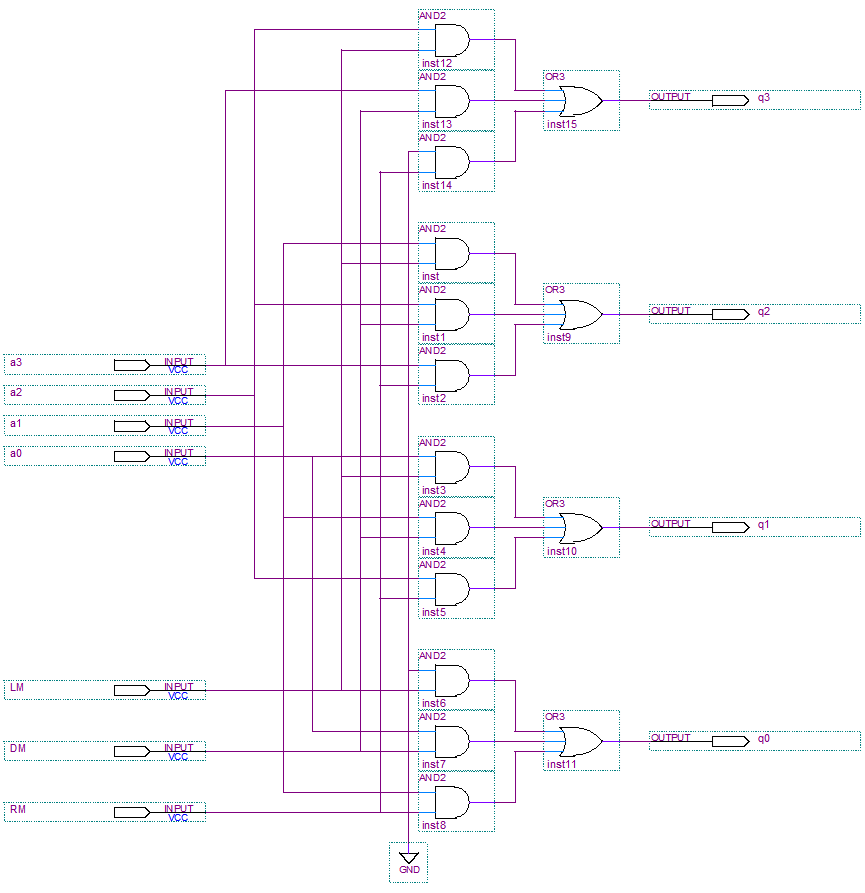 AND2
inst12
AND2
inst13
AND2
inst14
OR3
inst15
OUTPUT q3
AND2
inst
AND2
inst1
AND2
inst2
OR3
inst9
OUTPUT q2
a3 INPUT
VCC
a2 INPUT
VCC
a1 INPUT
VCC
a0 INPUT
VCC
AND2
inst3
AND2
inst4
AND2
inst5
OR3
inst10
OUTPUT q1
LM INPUT
VCC
DM INPUT
VCC
RM INPUT
VCC
AND2
inst6
AND2
inst7
AND2
inst8
OR3
inst11
OUTPUT q0
GND